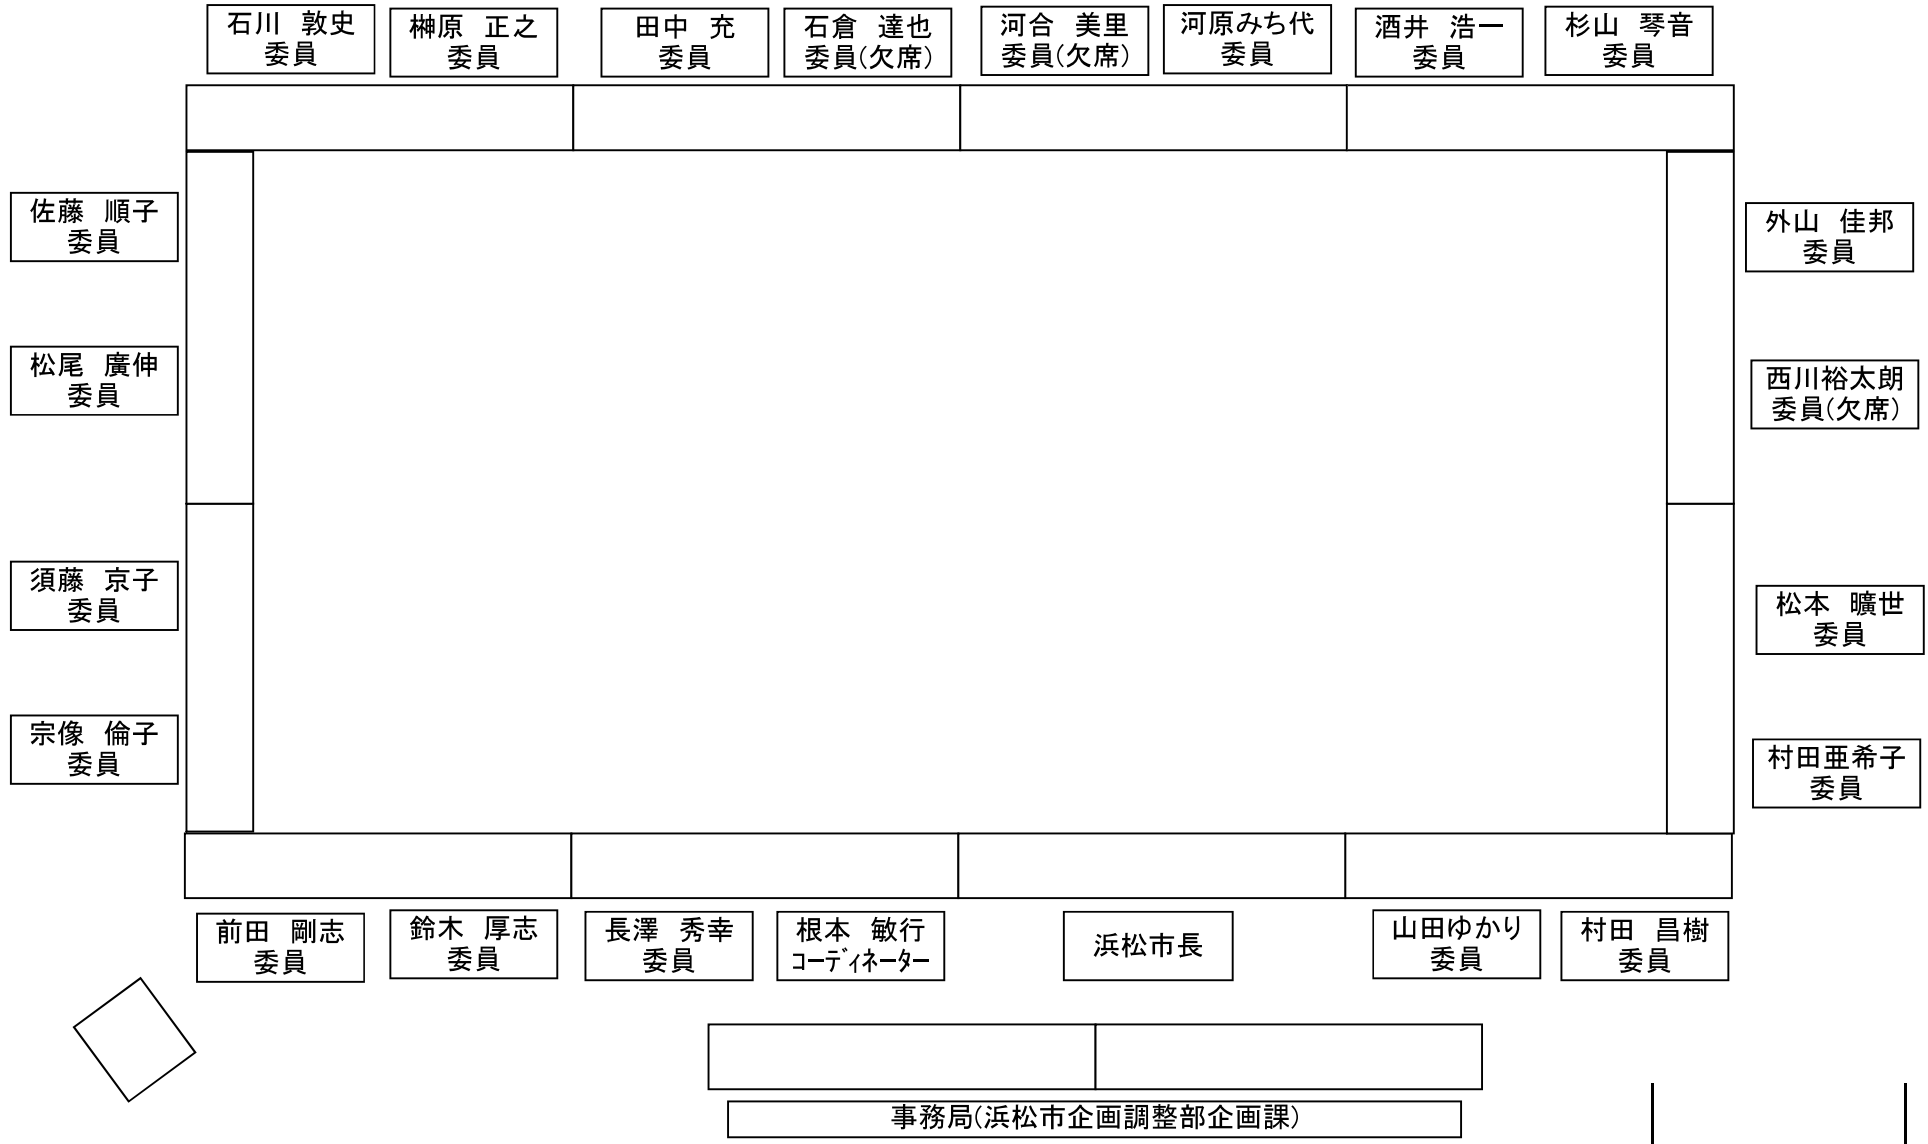 石川　敦史
委員
榊原　正之
委員
田中　充
委員
石倉　達也
委員(欠席)
河合　美里
委員(欠席)
河原みち代
委員
酒井　浩一
委員
杉山　琴音
委員
佐藤　順子
委員
外山　佳邦
委員
松尾　廣伸
委員
西川裕太朗
委員(欠席)
須藤　京子
委員
松本　曠世
委員
宗像　倫子
委員
村田亜希子
委員
前田　剛志
委員
鈴木　厚志
委員
長澤　秀幸
委員
根本　敏行
ｺｰﾃﾞｨﾈｰﾀｰ
浜松市長
山田ゆかり
委員
村田　昌樹
委員
事務局(浜松市企画調整部企画課)